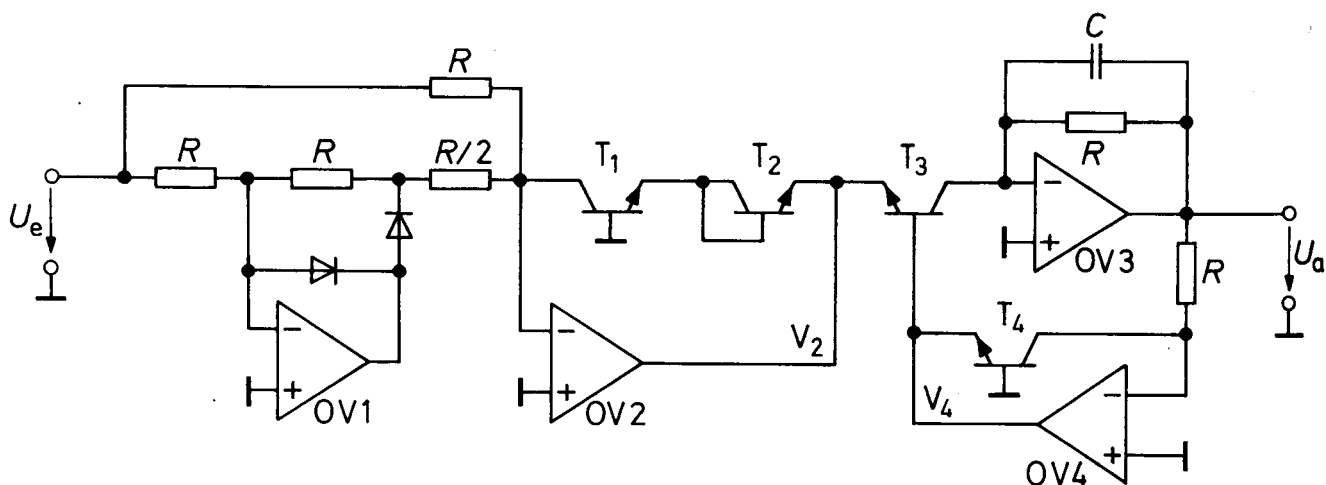 C
R
R
R
R/2
T₁
T₂
T₃
R
Uₑ
−
+
OV3
Uₐ
R
−
+
OV1
−
+
OV2
V₂
T₄
V₄
−
+
OV4